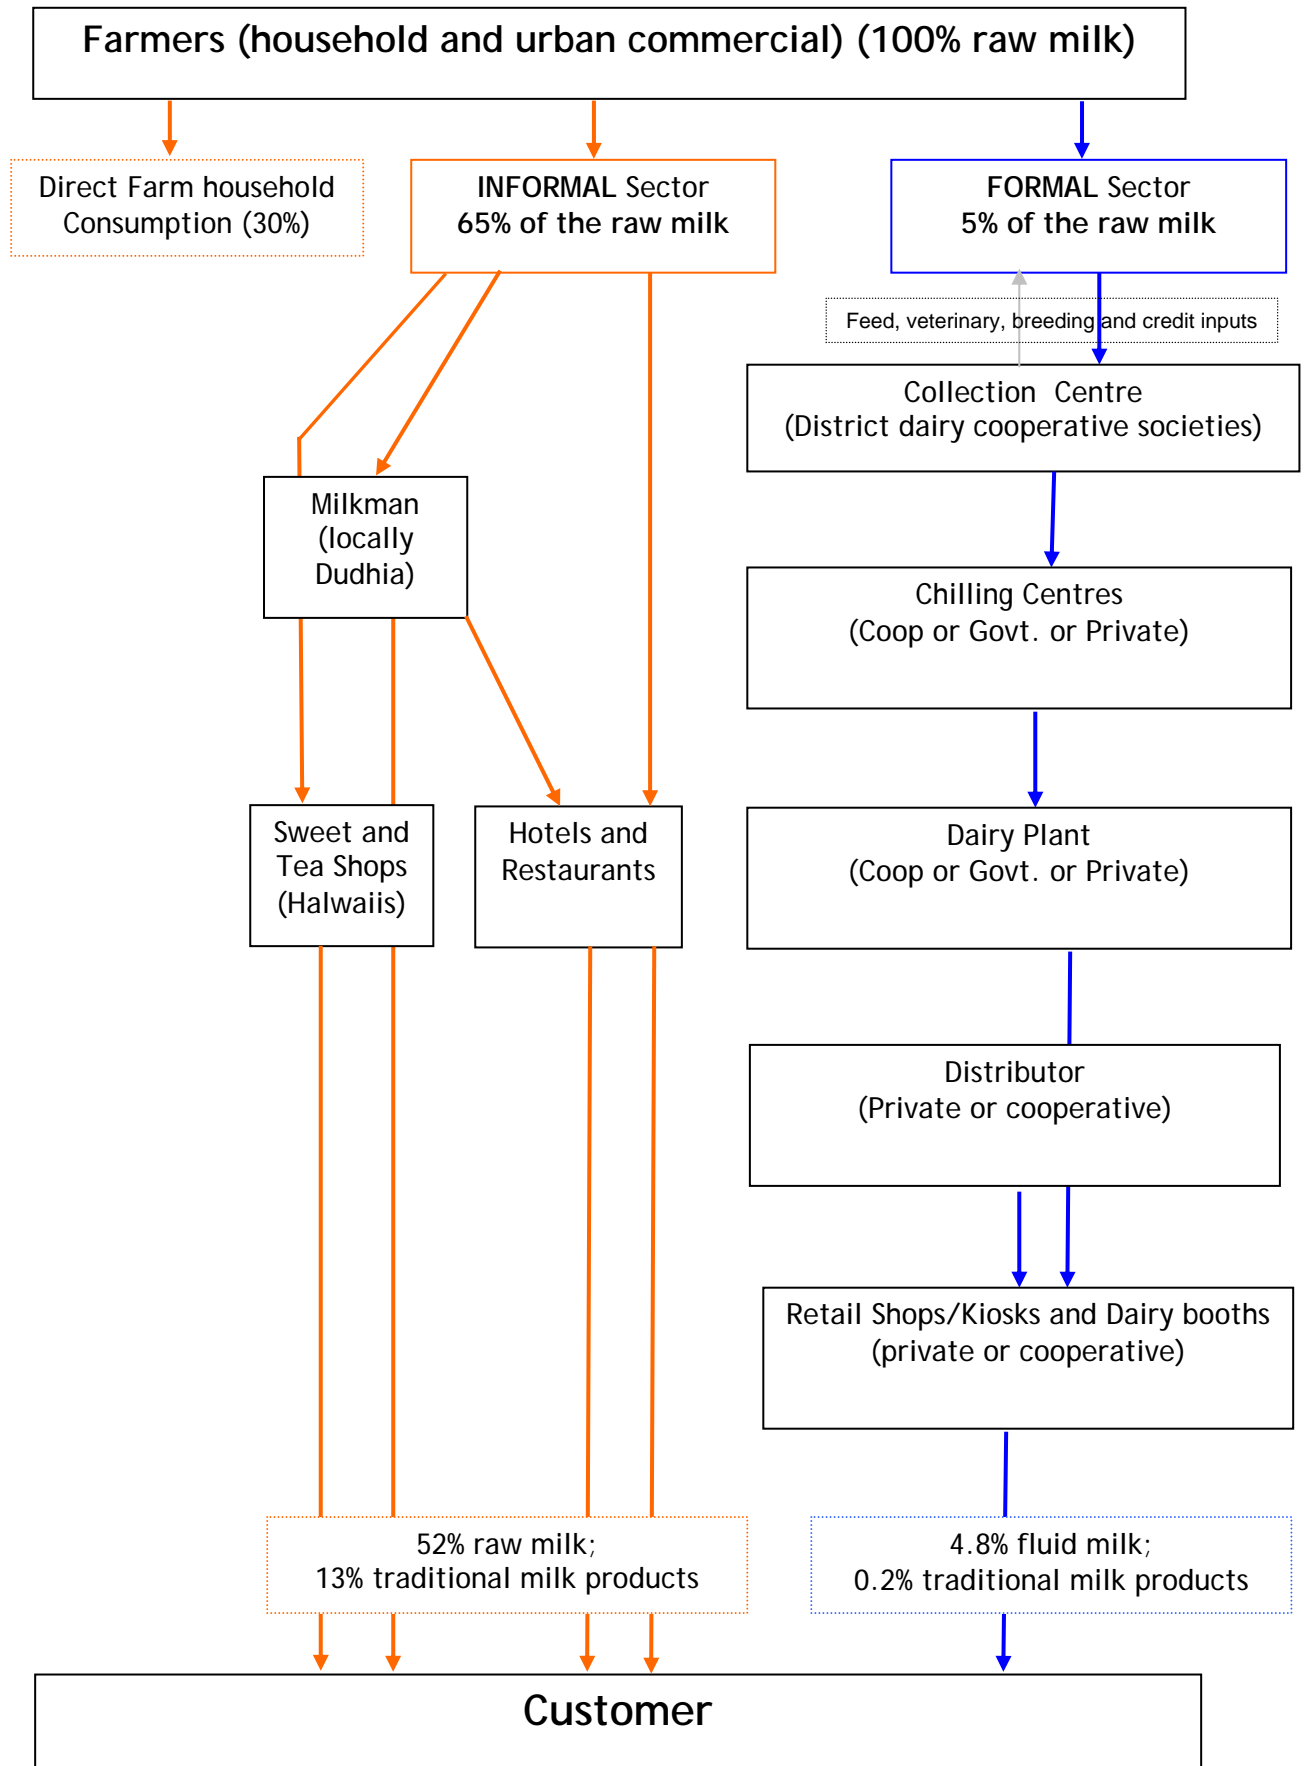 Farmers (household and urban commercial) (100% raw milk)
Direct Farm household
Consumption (30%)
INFORMAL Sector
65% of the raw milk
FORMAL Sector
5% of the raw milk
Feed, veterinary, breeding and credit inputs
Collection  Centre
(District dairy cooperative societies)
Milkman
(locally
Dudhia)
Chilling Centres
(Coop or Govt. or Private)
Sweet and
Tea Shops
(Halwaiis)
Hotels and
Restaurants
Dairy Plant
(Coop or Govt. or Private)
Distributor
(Private or cooperative)
Retail Shops/Kiosks and Dairy booths
(private or cooperative)
52% raw milk;
13% traditional milk products
4.8% fluid milk;
0.2% traditional milk products
Customer